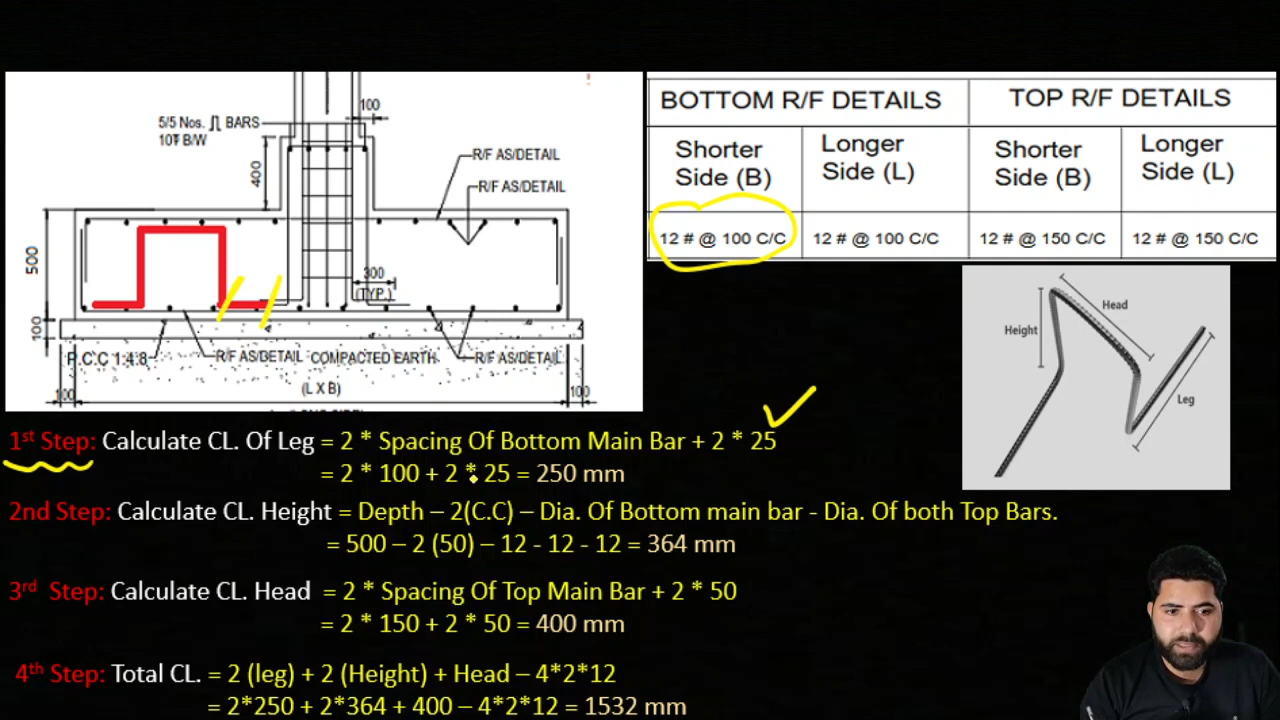 100
5/5 Nos. BARS
10T B/W
R/F AS/DETAIL
400
R/F AS/DETAIL
500
300
(TYP.)
100
P.C.C 1:4:8
R/F AS/DETAIL
COMPACTED EARTH
R/F AS/DETAIL
(L X B)
100
100
BOTTOM R/F DETAILS
TOP R/F DETAILS
Shorter Side (B)
Longer Side (L)
Shorter Side (B)
Longer Side (L)
12 # @ 100 C/C
12 # @ 100 C/C
12 # @ 150 C/C
12 # @ 150 C/C
Head
Height
Leg
1st Step: Calculate CL. Of Leg = 2 * Spacing Of Bottom Main Bar + 2 * 25
= 2 * 100 + 2 * 25 = 250 mm
2nd Step: Calculate CL. Height = Depth – 2(C.C) – Dia. Of Bottom main bar - Dia. Of both Top Bars.
= 500 – 2 (50) – 12 - 12 - 12 = 364 mm
3rd Step: Calculate CL. Head = 2 * Spacing Of Top Main Bar + 2 * 50
= 2 * 150 + 2 * 50 = 400 mm
4th Step: Total CL. = 2 (leg) + 2 (Height) + Head – 4*2*12
= 2*250 + 2*364 + 400 – 4*2*12 = 1532 mm